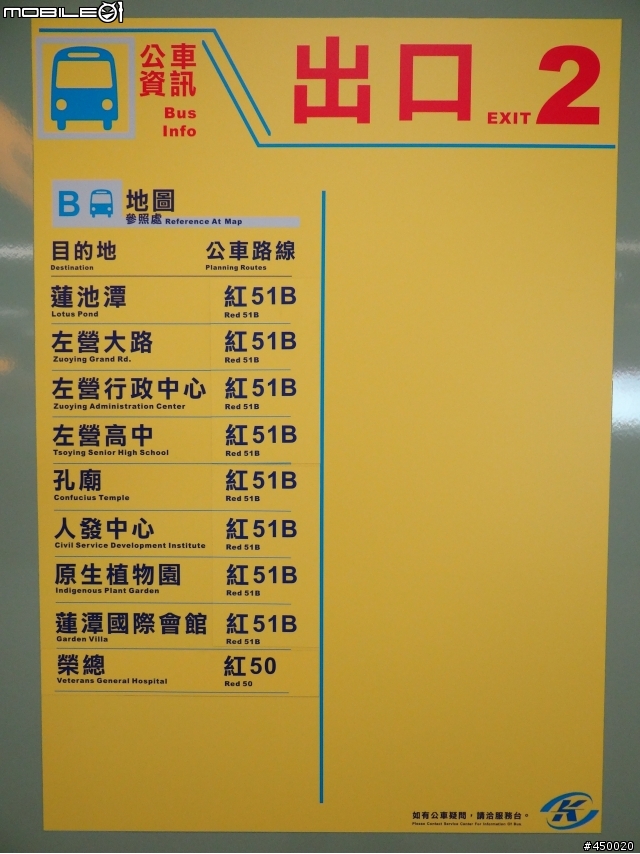 MOBILE01
公車
資訊
Bus
Info
出口 EXIT 2
B 地圖
參照處 Reference At Map
目的地 公車路線
Destination Planning Routes
蓮池潭 紅51B
Lotus Pond Red 51B
左營大路 紅51B
Zuoying Grand Rd. Red 51B
左營行政中心 紅51B
Zuoying Administration Center Red 51B
左營高中 紅51B
Tsoying Senior High School Red 51B
孔廟 紅51B
Confucius Temple Red 51B
人發中心 紅51B
Civil Service Development Institute Red 51B
原生植物園 紅51B
Indigenous Plant Garden Red 51B
蓮潭國際會館 紅51B
Garden Villa Red 51B
榮總 紅50
Veterans General Hospital Red 50
如有公車疑問，請洽服務台。
Please Contact Service Center For Information Of Bus
K
#450020